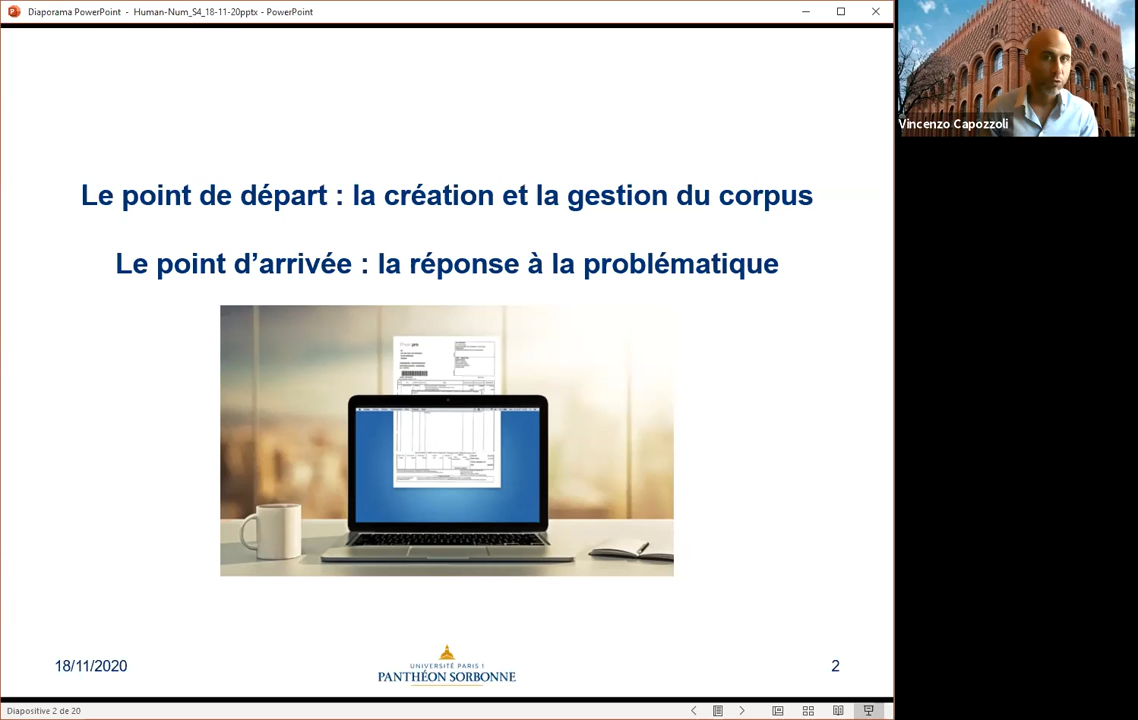 Diaporama PowerPoint - Human-Num_S4_18-11-20pptx - PowerPoint
Vincenzo Capozzoli
Le point de départ : la création et la gestion du corpus
Le point d’arrivée : la réponse à la problématique
18/11/2020
UNIVERSITÉ PARIS 1
PANTHÉON SORBONNE
2
Diapositive 2 de 20